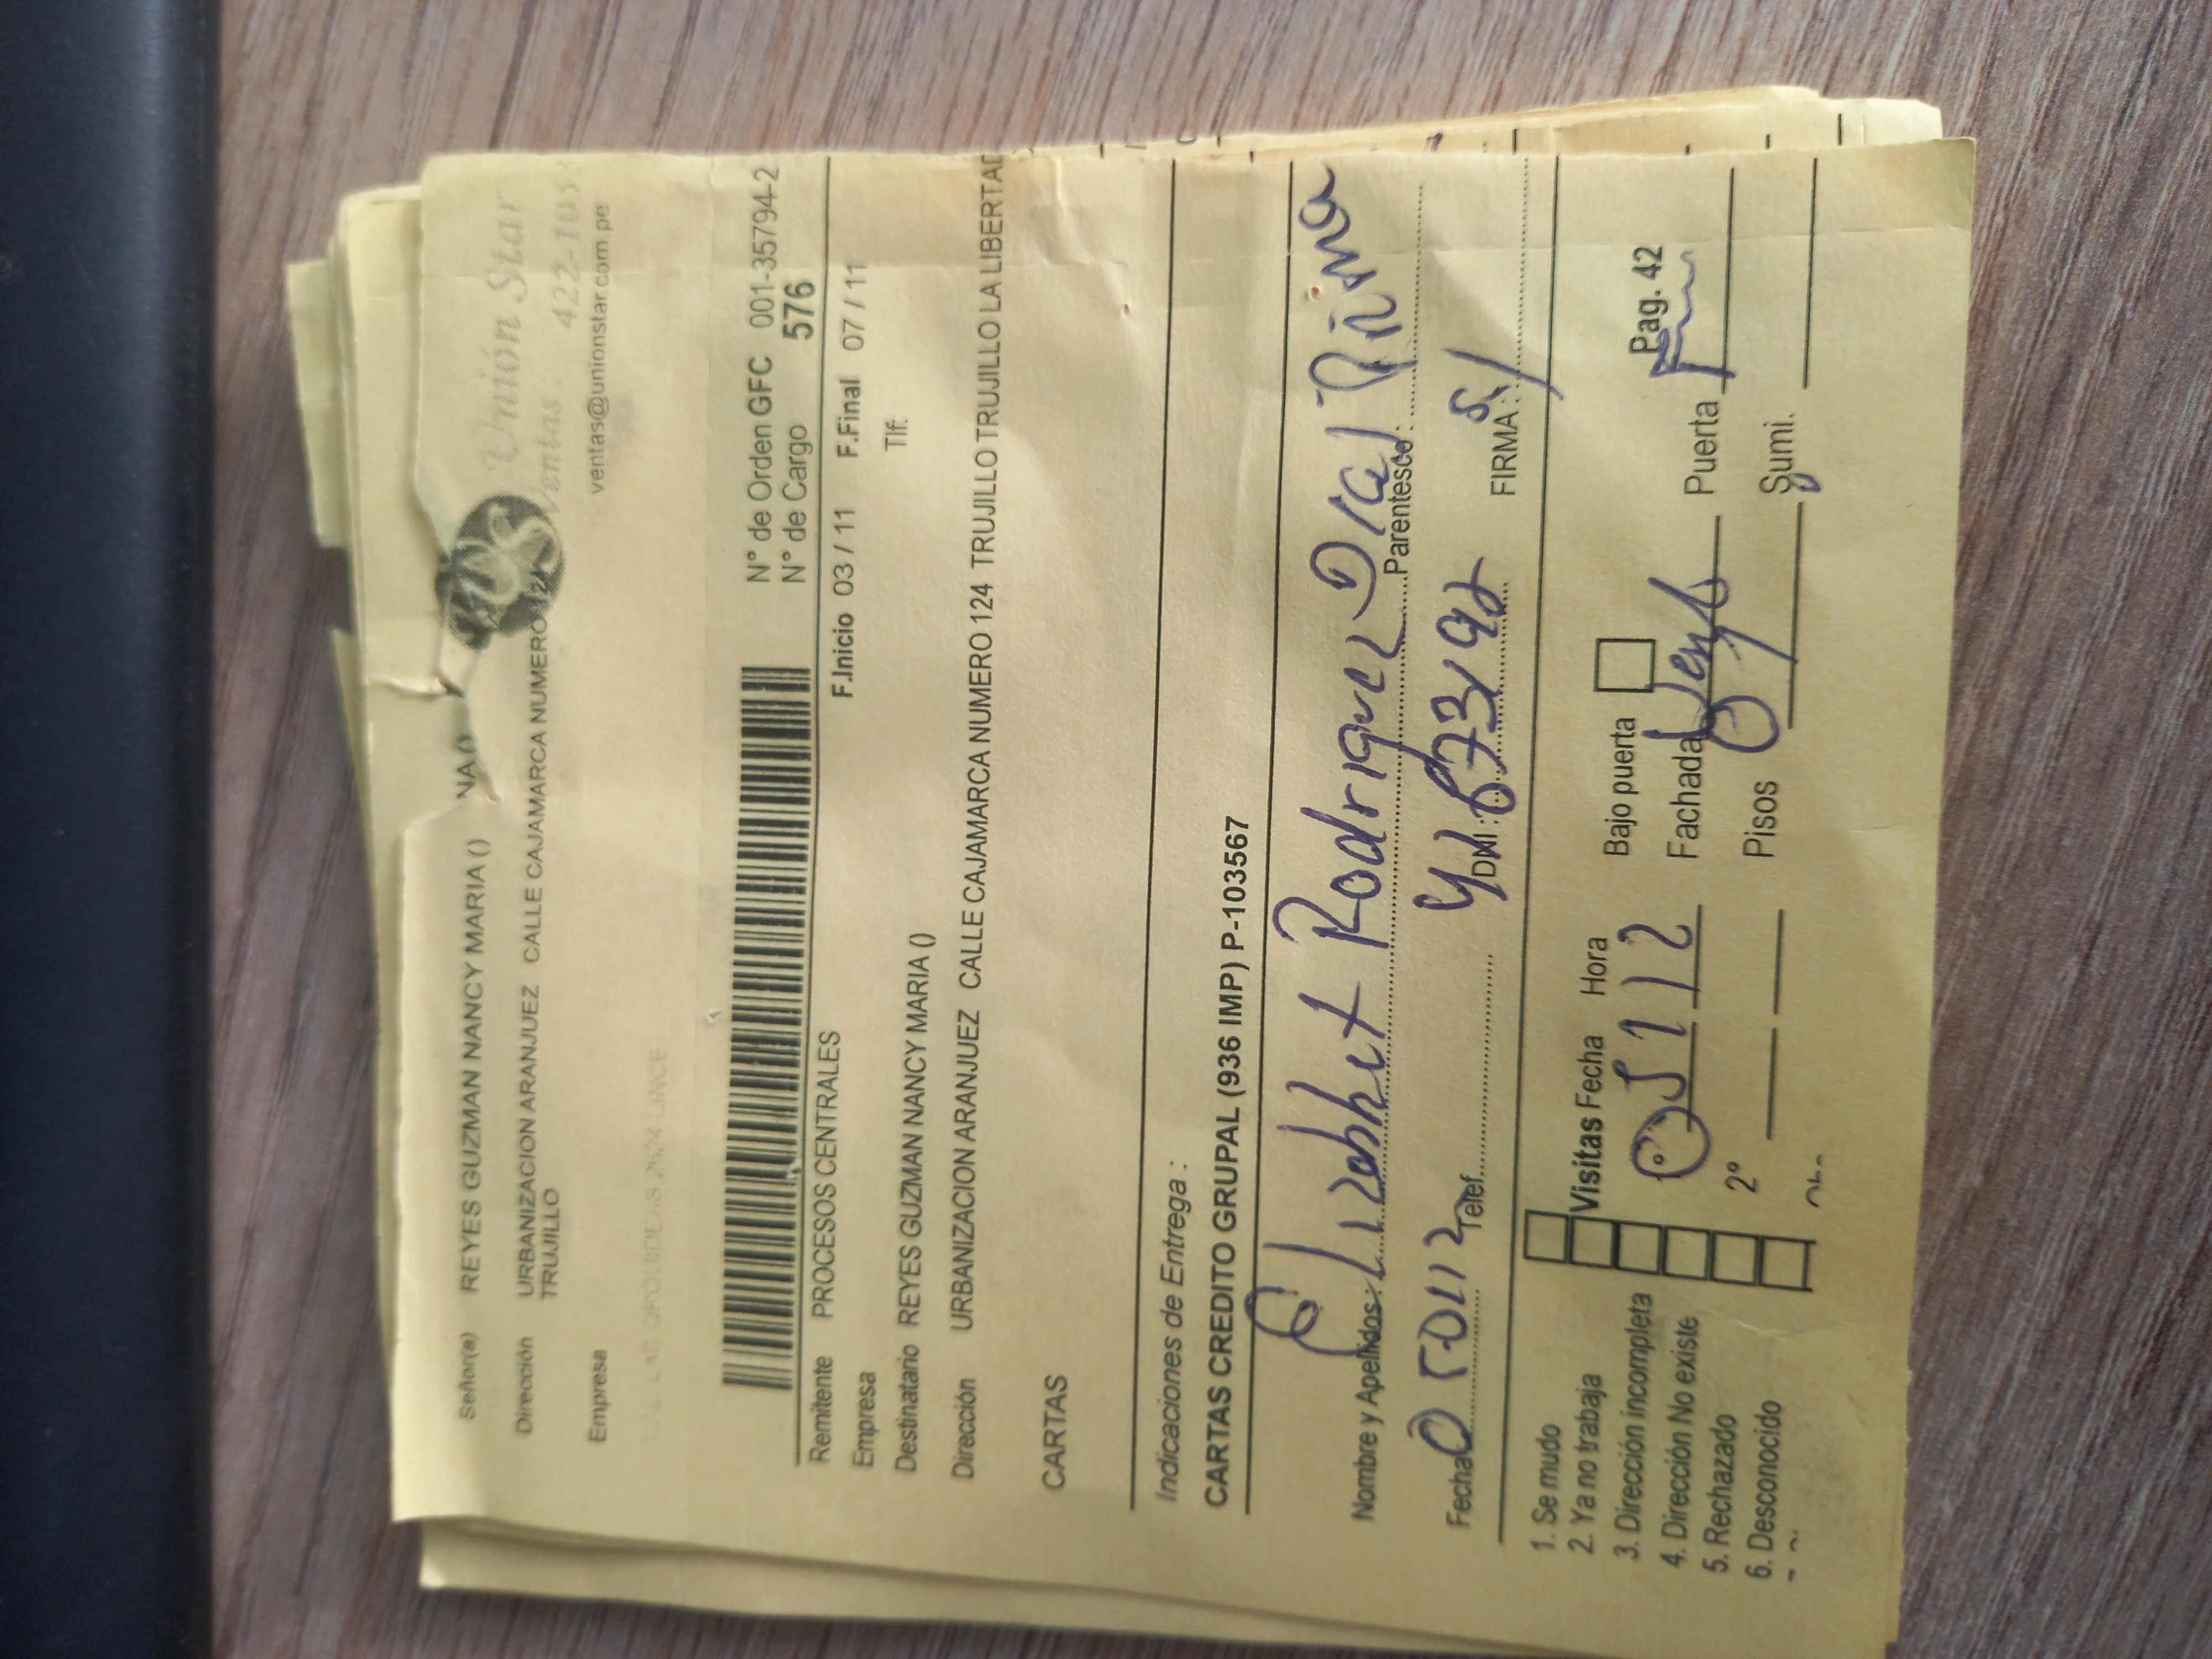 Señor(a) REYES GUZMAN NANCY MARIA () NA ()
Dirección URBANIZACION ARANJUEZ CALLE CAJAMARCA NUMERO 124
TRUJILLO
Empresa
Unión Star
Ventas: 422-105
ventas@unionstar.com.pe
N° de Orden GFC 001-35794-2
N° de Cargo 576
Remitente PROCESOS CENTRALES
Empresa F.Inicio 03 / 11 F.Final 07 / 11
Destinatario REYES GUZMAN NANCY MARIA () Tlf.
Dirección URBANIZACION ARANJUEZ CALLE CAJAMARCA NUMERO 124 TRUJILLO TRUJILLO LA LIBERTAD
CARTAS
Indicaciones de Entrega :
CARTAS CREDITO GRUPAL (936 IMP) P-103567
Nombre y Apellidos: Elizabhet Rodriguez Diaz Parentesco: Prima
Fecha Telef. DNI: FIRMA:
1. Se mudo
2. Ya no trabaja
3. Dirección incompleta
4. Dirección No existe
5. Rechazado
6. Desconocido
Visitas Fecha Hora Bajo puerta Pag. 42
Fachada Puerta
2° Pisos Sumi.